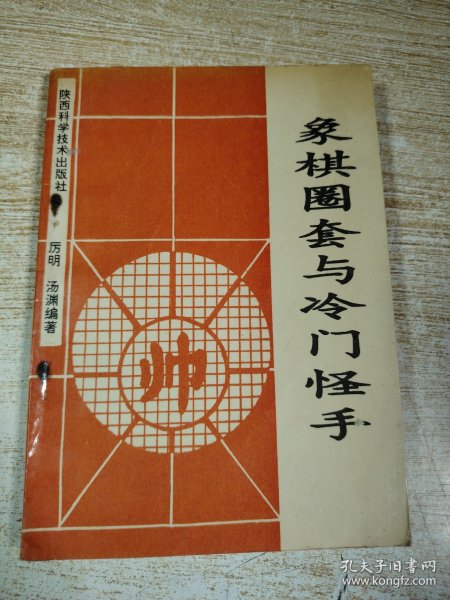 象棋圈套与冷门怪手
陕西科学技术出版社
厉明 汤渊编著
帅
孔夫子旧书网
www.kongfz.com